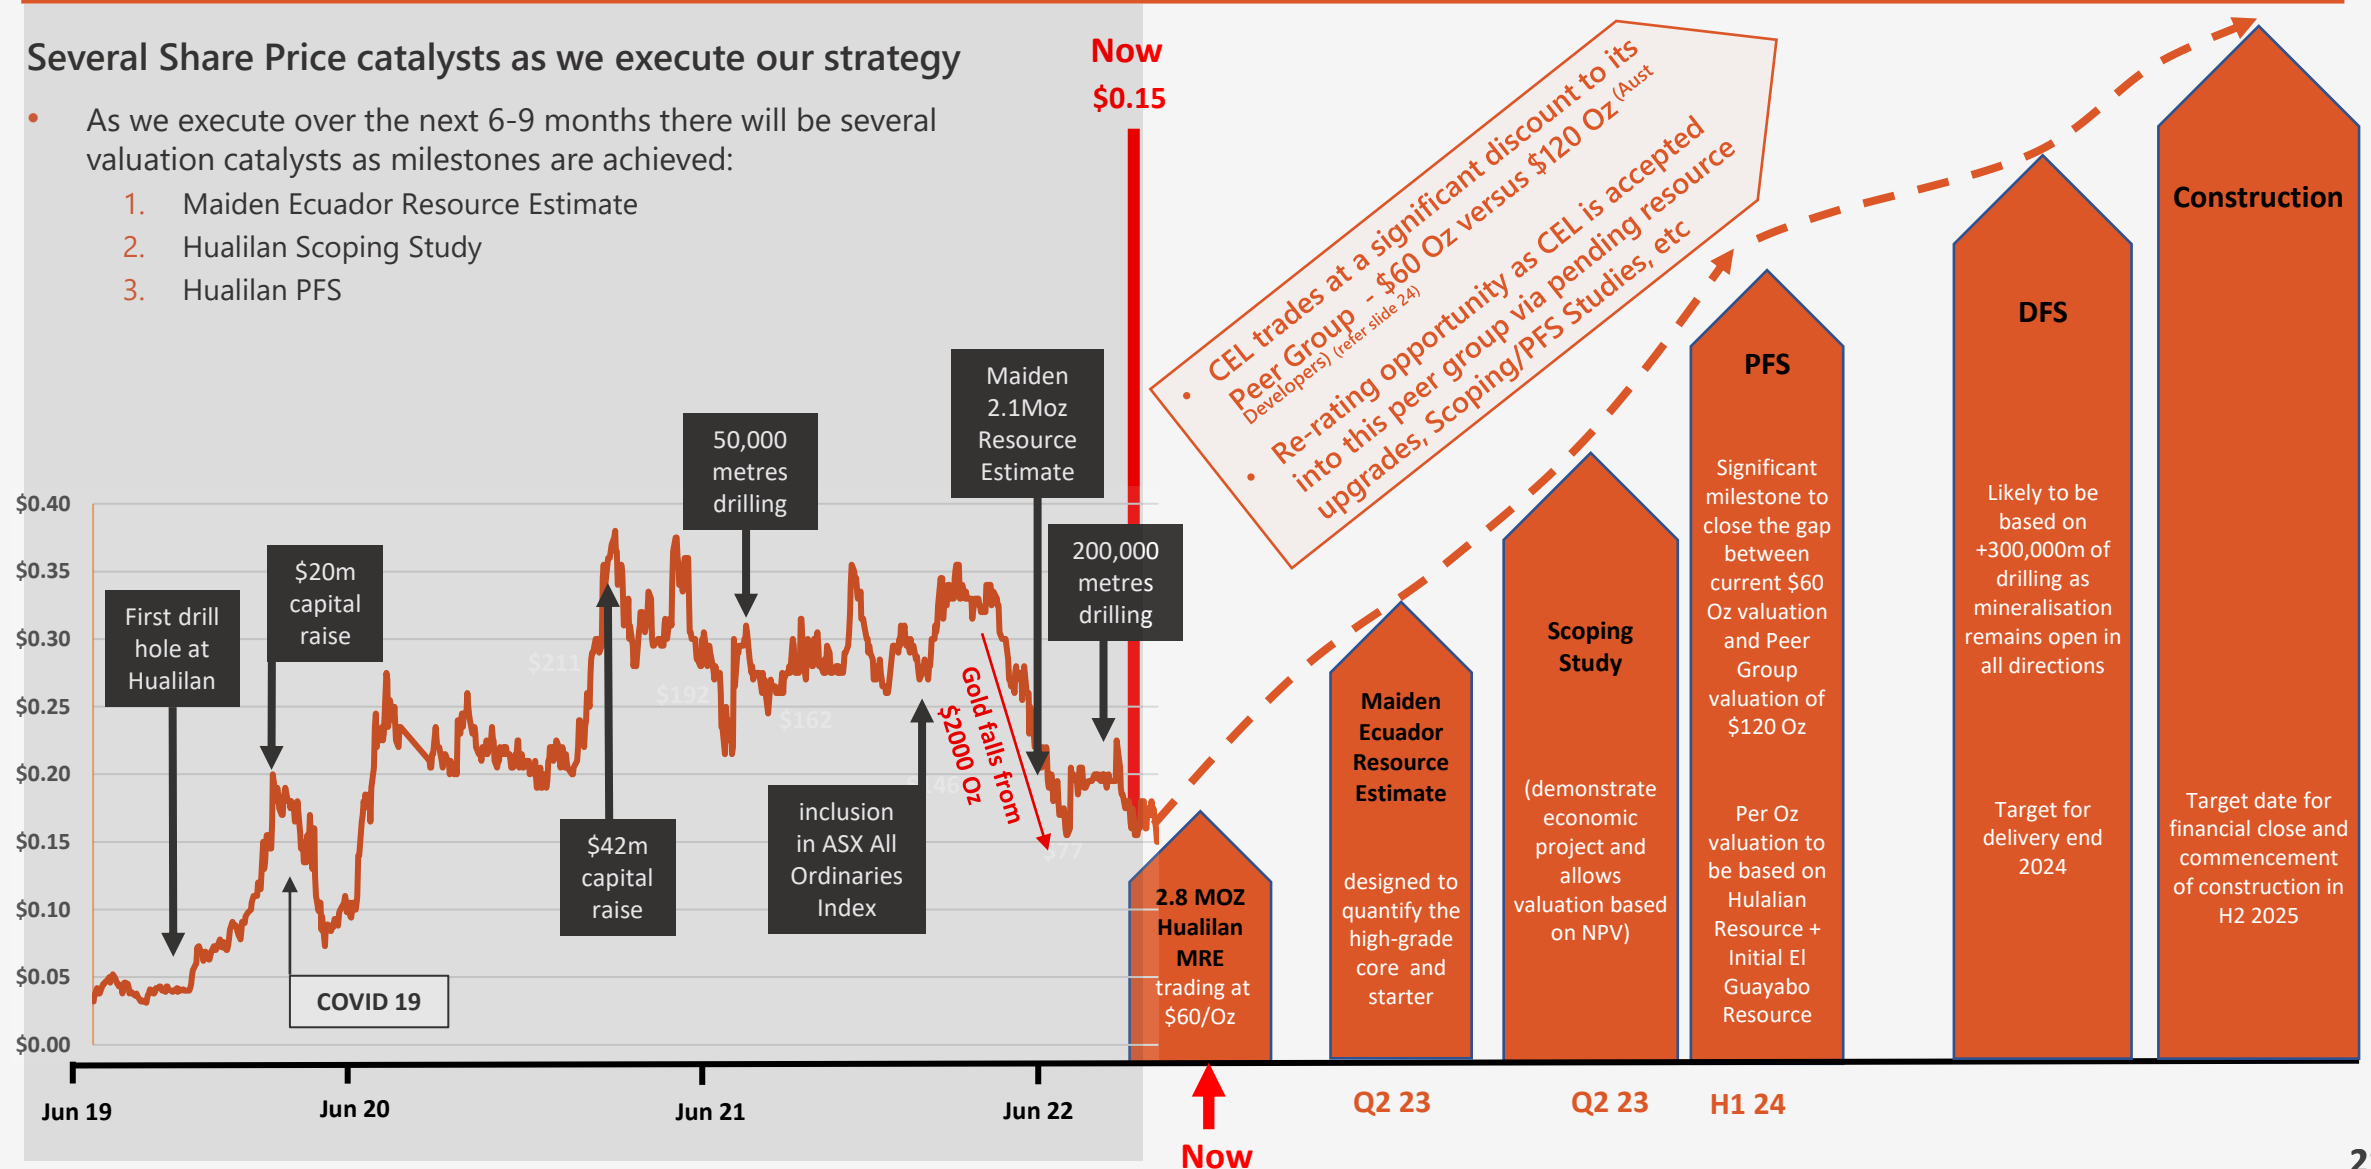 Several Share Price catalysts as we execute our strategy
• As we execute over the next 6-9 months there will be several
valuation catalysts as milestones are achieved:
1. Maiden Ecuador Resource Estimate
2. Hualilan Scoping Study
3. Hualilan PFS
Now
$0.15
• CEL trades at a significant discount to its
Peer Group - $60 Oz versus $120 Oz (Aust
Developers) (refer slide 24)
• Re-rating opportunity as CEL is accepted
into this peer group via pending resource
upgrades, Scoping/PFS Studies, etc
$0.40
$0.35
$0.30
$0.25
$0.20
$0.15
$0.10
$0.05
$0.00
First drill
hole at
Hualilan
$20m
capital
raise
COVID 19
$42m
capital
raise
50,000
metres
drilling
inclusion
in ASX All
Ordinaries
Index
Maiden
2.1Moz
Resource
Estimate
200,000
metres
drilling
Gold falls from
$2000 Oz
$211
$192
$162
$77
2.8 MOZ
Hualilan
MRE
trading at
$60/Oz
Maiden
Ecuador
Resource
Estimate
designed to
quantify the
high-grade
core and
starter
Scoping
Study
(demonstrate
economic
project and
allows
valuation based
on NPV)
PFS
Significant
milestone to
close the gap
between
current $60
Oz valuation
and Peer
Group
valuation of
$120 Oz
Per Oz
valuation to
be based on
Hulalian
Resource +
Initial El
Guayabo
Resource
DFS
Likely to be
based on
+300,000m of
drilling as
mineralisation
remains open in
all directions
Target for
delivery end
2024
Construction
Target date for
financial close and
commencement
of construction in
H2 2025
Jun 19
Jun 20
Jun 21
Jun 22
Now
Q2 23
Q2 23
H1 24